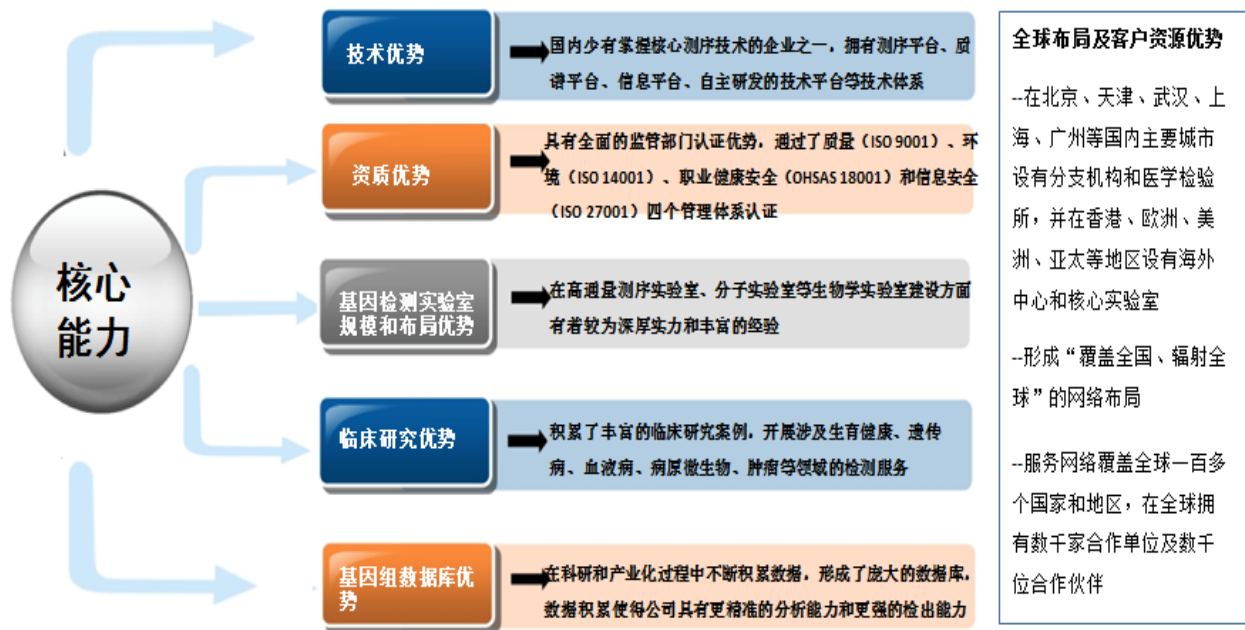 核心
能力
技术优势
国内少有掌握核心测序技术的企业之一，拥有测序平台、质
谱平台、信息平台、自主研发的技术平台等技术体系
资质优势
具有全面的监管部门认证优势，通过了质量（ISO 9001）、环
境（ISO 14001）、职业健康安全（OHSAS 18001）和信息安全
（ISO 27001）四个管理体系认证
基因检测实验室
规模和布局优势
在高通量测序实验室、分子实验室等生物学实验室建设方面
有着较为深厚实力和丰富的经验
临床研究优势
积累了丰富的临床研究案例，开展涉及生育健康、遗传
病、血液病、病原微生物、肿瘤等领域的检测服务
基因组数据库优
势
在科研和产业化过程中不断积累数据，形成了庞大的数据库，
数据积累使得公司具有更精准的分析能力和更强的检出能力
全球布局及客户资源优势
--在北京、天津、武汉、上
海、广州等国内主要城市
设有分支机构和医学检验
所，并在香港、欧洲、美
洲、亚太等地区设有海外
中心和核心实验室
--形成“覆盖全国、辐射全
球”的网络布局
--服务网络覆盖全球一百多
个国家和地区，在全球拥
有数千家合作单位及数千
位合作伙伴